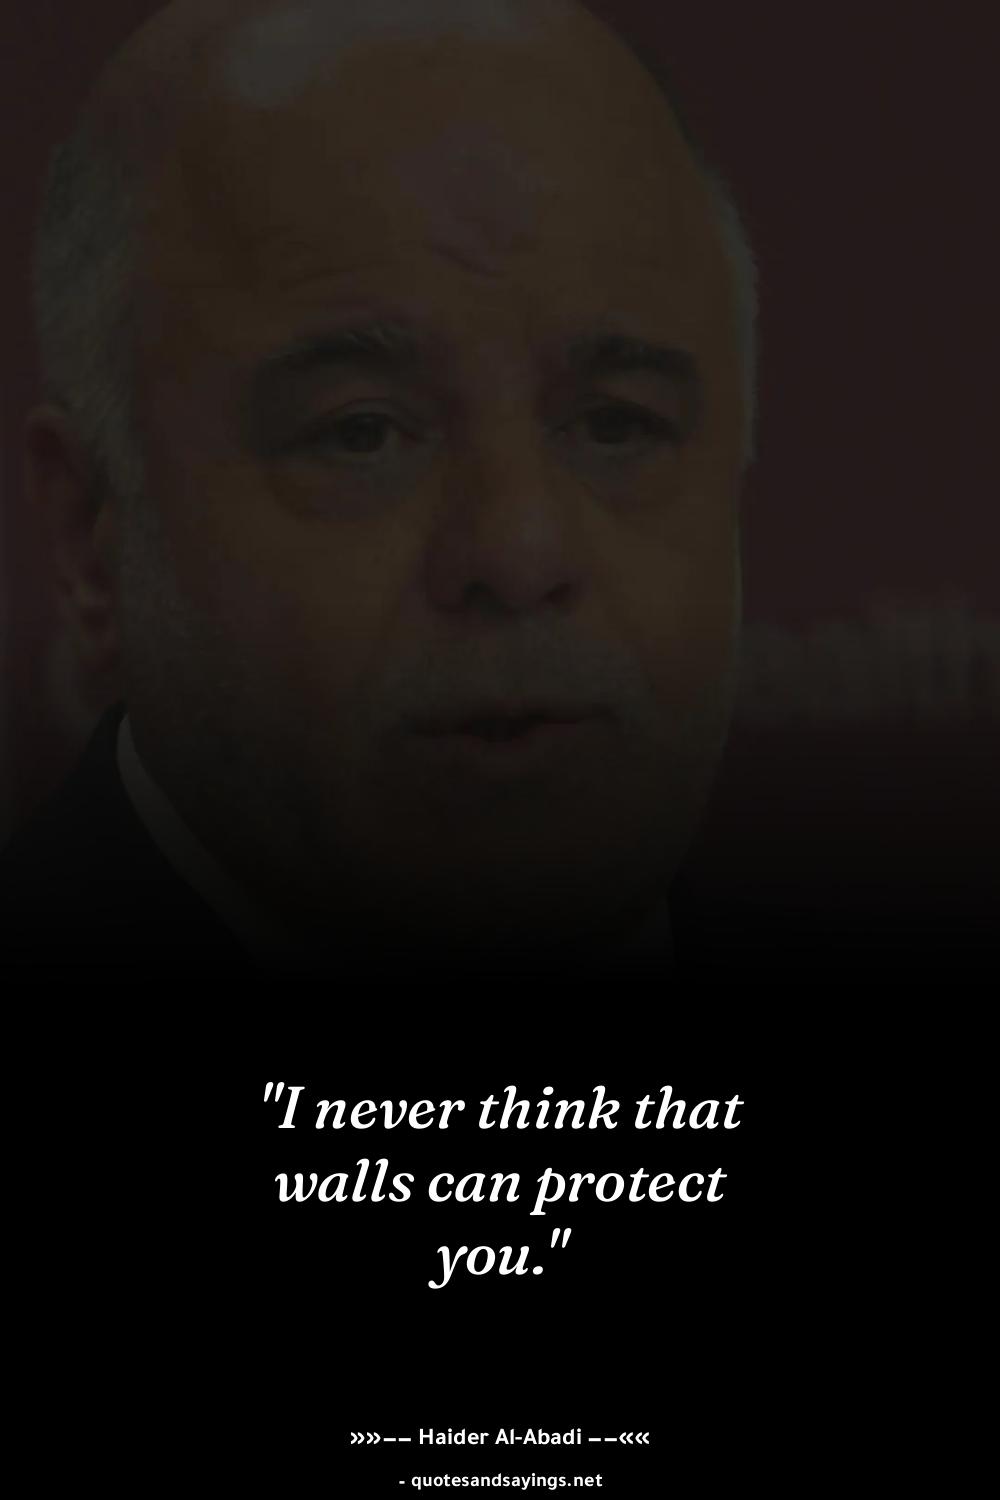 "I never think that
walls can protect
you."
»»–– Haider Al-Abadi ––««
- quotesandsayings.net